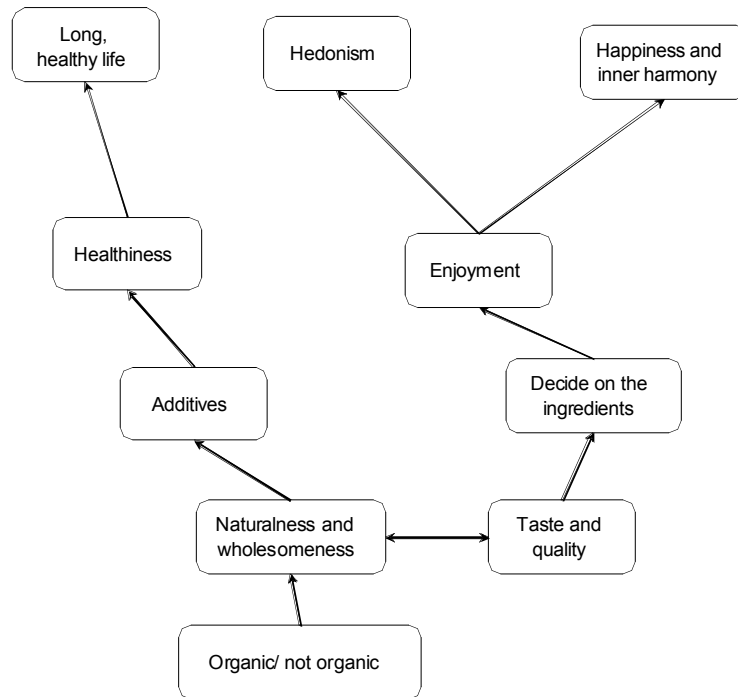 Long,
healthy life
Hedonism
Happiness and
inner harmony
Healthiness
Enjoyment
Additives
Decide on the
ingredients
Naturalness and
wholesomeness
Taste and
quality
Organic/ not organic